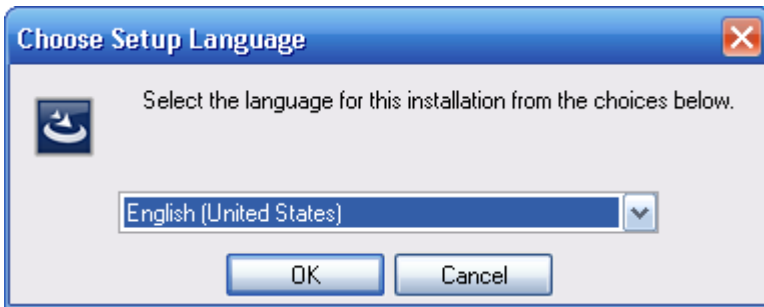 Choose Setup Language
Select the language for this installation from the choices below.
English (United States)
OK
Cancel